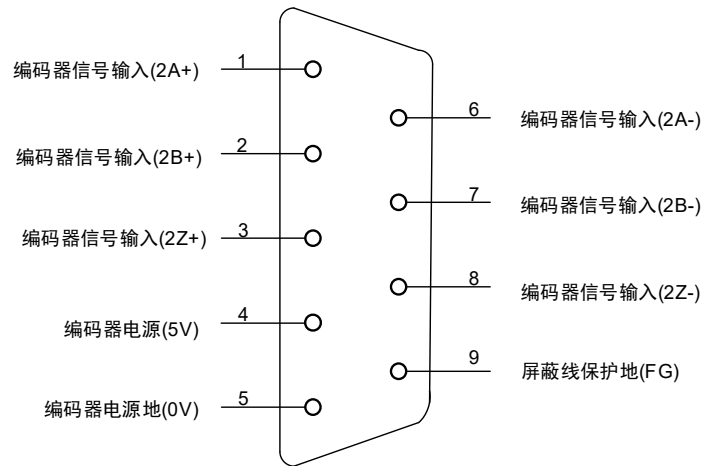 编码器信号输入(2A+)
1
编码器信号输入(2B+)
2
编码器信号输入(2Z+)
3
编码器电源(5V)
4
编码器电源地(0V)
5
6
编码器信号输入(2A-)
7
编码器信号输入(2B-)
8
编码器信号输入(2Z-)
9
屏蔽线保护地(FG)